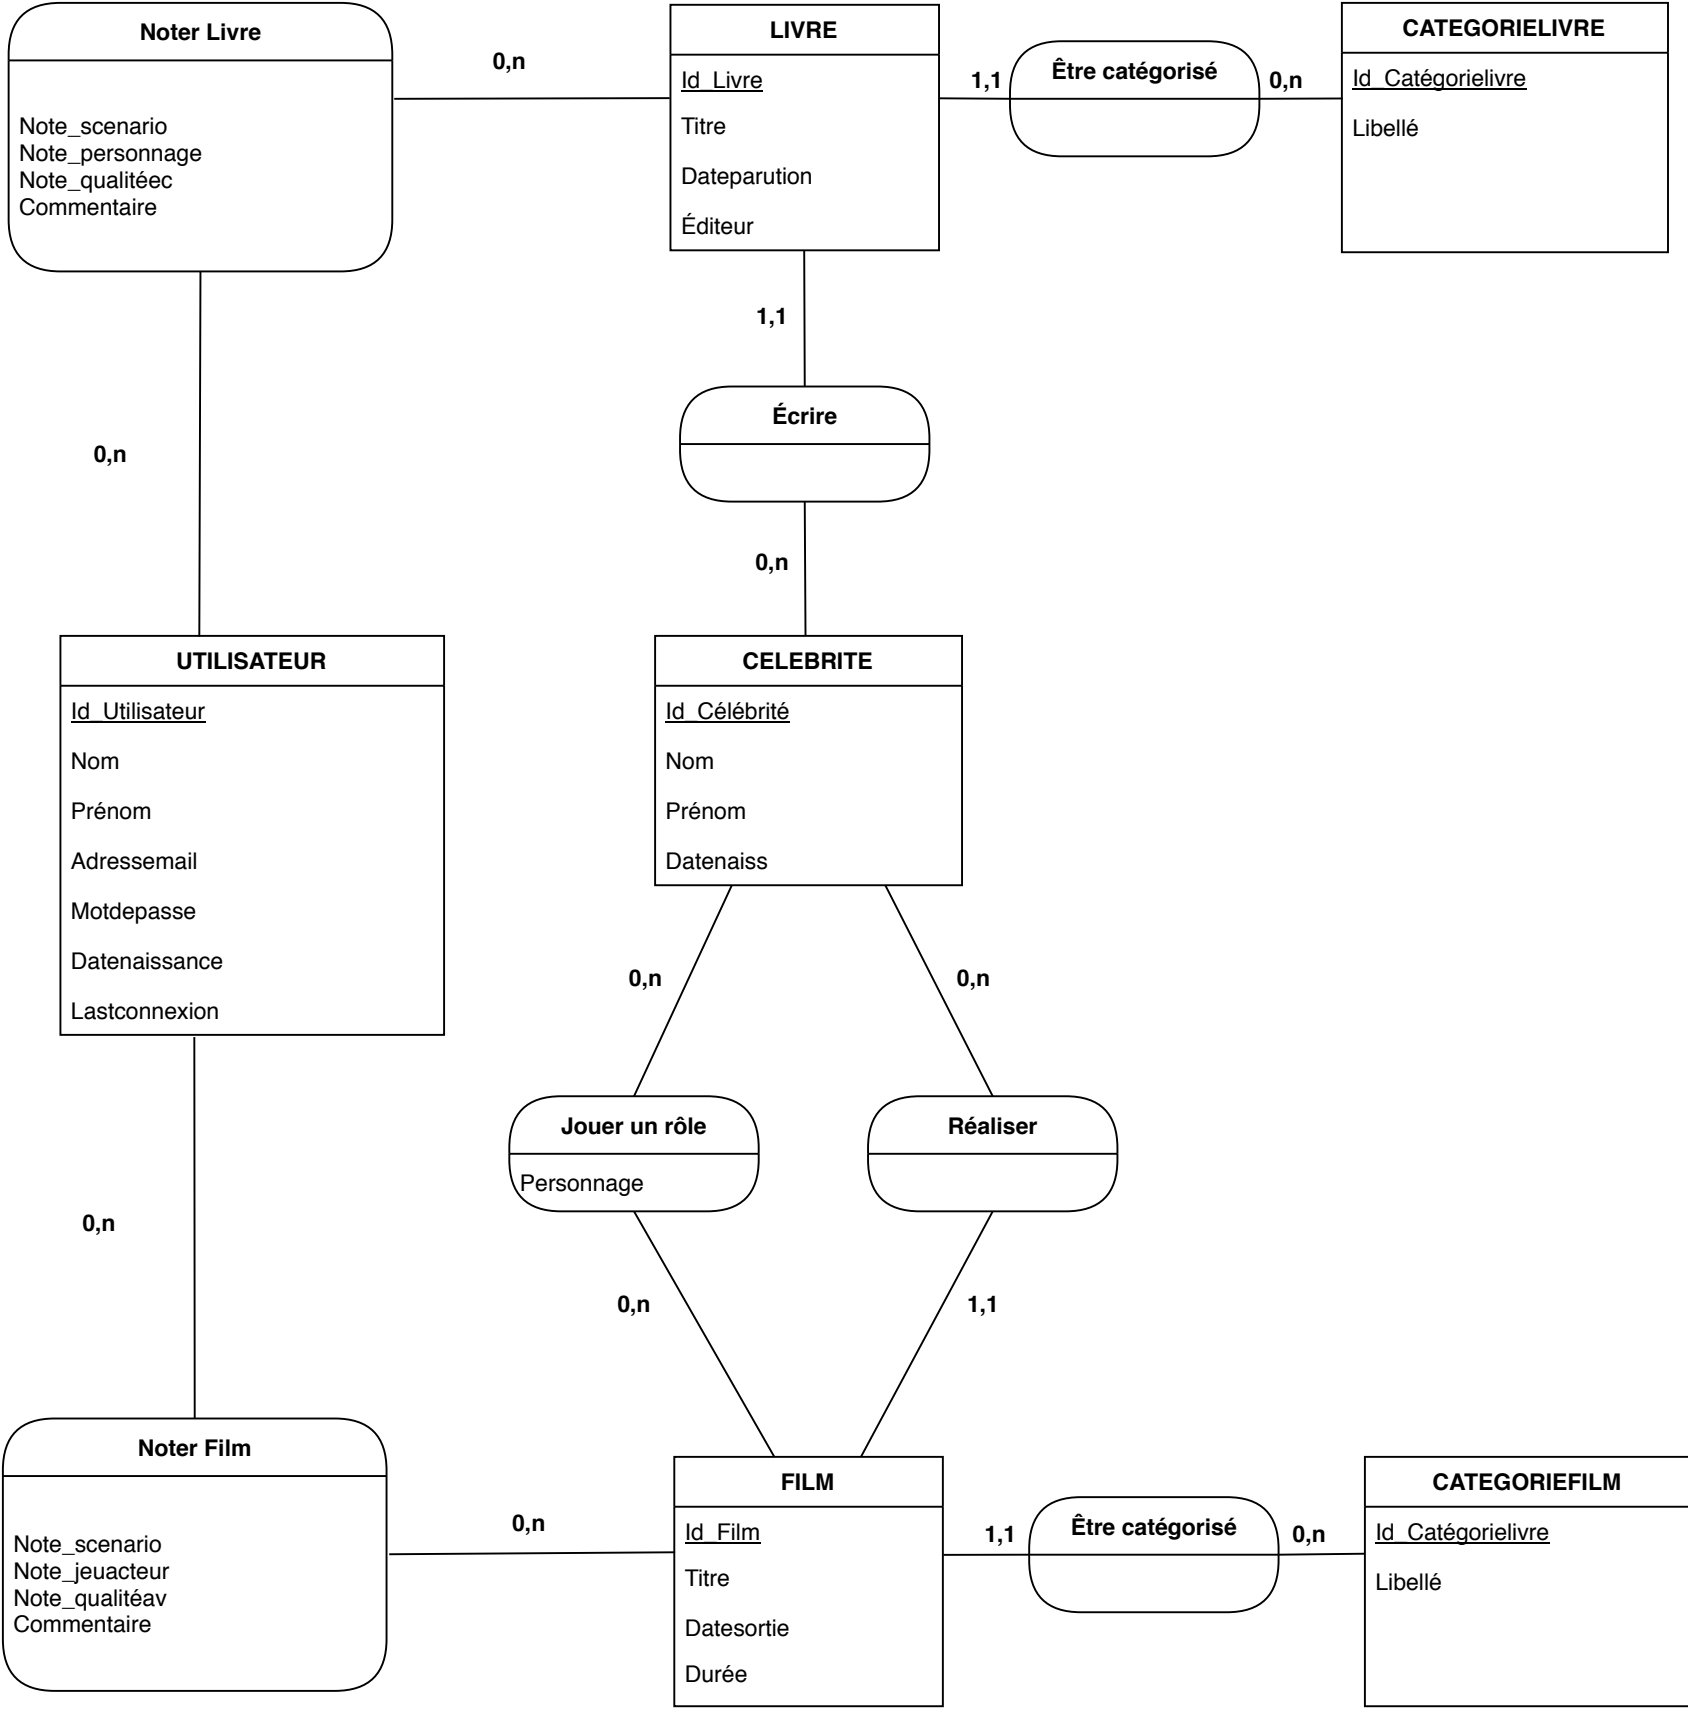 Noter Livre
Note_scenario
Note_personnage
Note_qualitéec
Commentaire
0,n
LIVRE
Id_Livre
Titre
Dateparution
Éditeur
1,1
Être catégorisé
0,n
CATEGORIELIVRE
Id_Catégorielivre
Libellé
1,1
Écrire
0,n
0,n
UTILISATEUR
Id_Utilisateur
Nom
Prénom
Adressemail
Motdepasse
Datenaissance
Lastconnexion
CELEBRITE
Id_Célébrité
Nom
Prénom
Datenaiss
0,n
0,n
Jouer un rôle
Personnage
Réaliser
0,n
0,n
1,1
Noter Film
Note_scenario
Note_jeuacteur
Note_qualitéav
Commentaire
0,n
FILM
Id_Film
Titre
Datesortie
Durée
1,1
Être catégorisé
0,n
CATEGORIEFILM
Id_Catégorielivre
Libellé